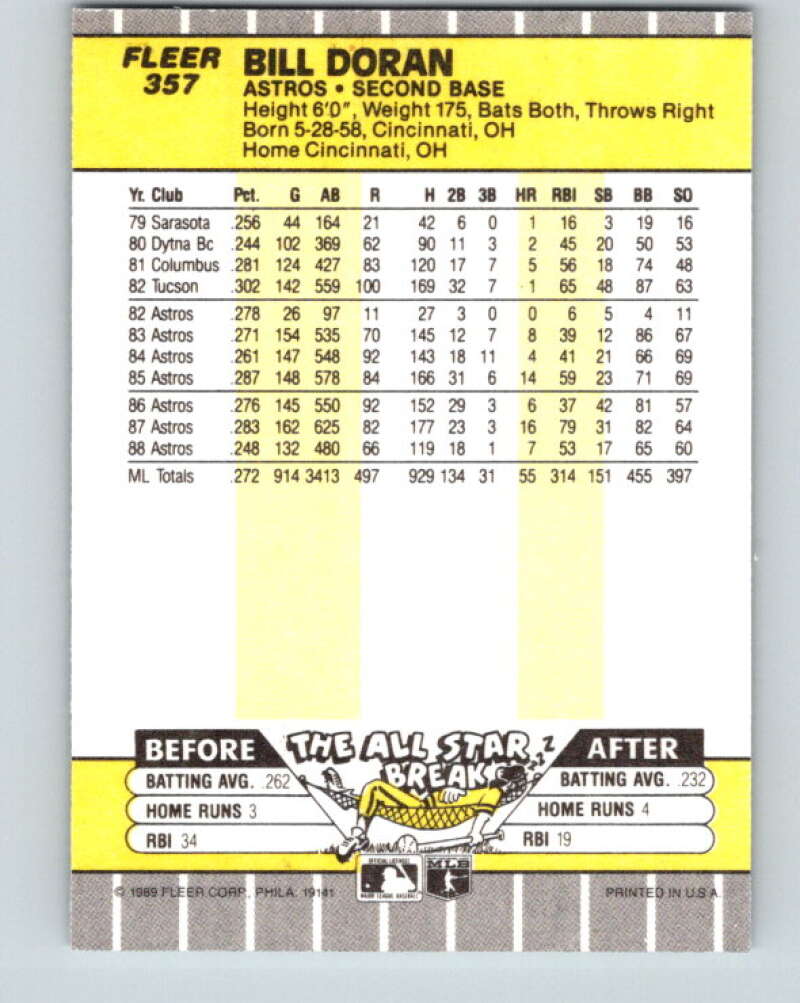 FLEER
357
BILL DORAN
ASTROS • SECOND BASE
Height 6'0", Weight 175, Bats Both, Throws Right
Born 5-28-58, Cincinnati, OH
Home Cincinnati, OH
Yr. Club Pct. G AB R H 2B 3B HR RBI SB BB SO
79 Sarasota .256 44 164 21 42 6 0 1 16 3 19 16
80 Dytna Bc .244 102 369 62 90 11 3 2 45 20 50 53
81 Columbus .281 124 427 83 120 17 7 5 56 18 74 48
82 Tucson .302 142 559 100 169 32 7 1 65 48 87 63
82 Astros .278 26 97 11 27 3 0 0 6 5 4 11
83 Astros .271 154 535 70 145 12 7 8 39 12 86 67
84 Astros .261 147 548 92 143 18 11 4 41 21 66 69
85 Astros .287 148 578 84 166 31 6 14 59 23 71 69
86 Astros .276 145 550 92 152 29 3 6 37 42 81 57
87 Astros .283 162 625 82 177 23 3 16 79 31 82 64
88 Astros .248 132 480 66 119 18 1 7 53 17 65 60
ML Totals .272 914 3413 497 929 134 31 55 314 151 455 397
BEFORE THE ALL STAR BREAK ZZZ AFTER
BATTING AVG. .262 BATTING AVG. .232
HOME RUNS 3 HOME RUNS 4
RBI 34 RBI 19
OFFICIAL LICENSEE
MAJOR LEAGUE BASEBALL
MLB
© 1989 FLEER CORP., PHILA. 19141 PRINTED IN U.S.A.